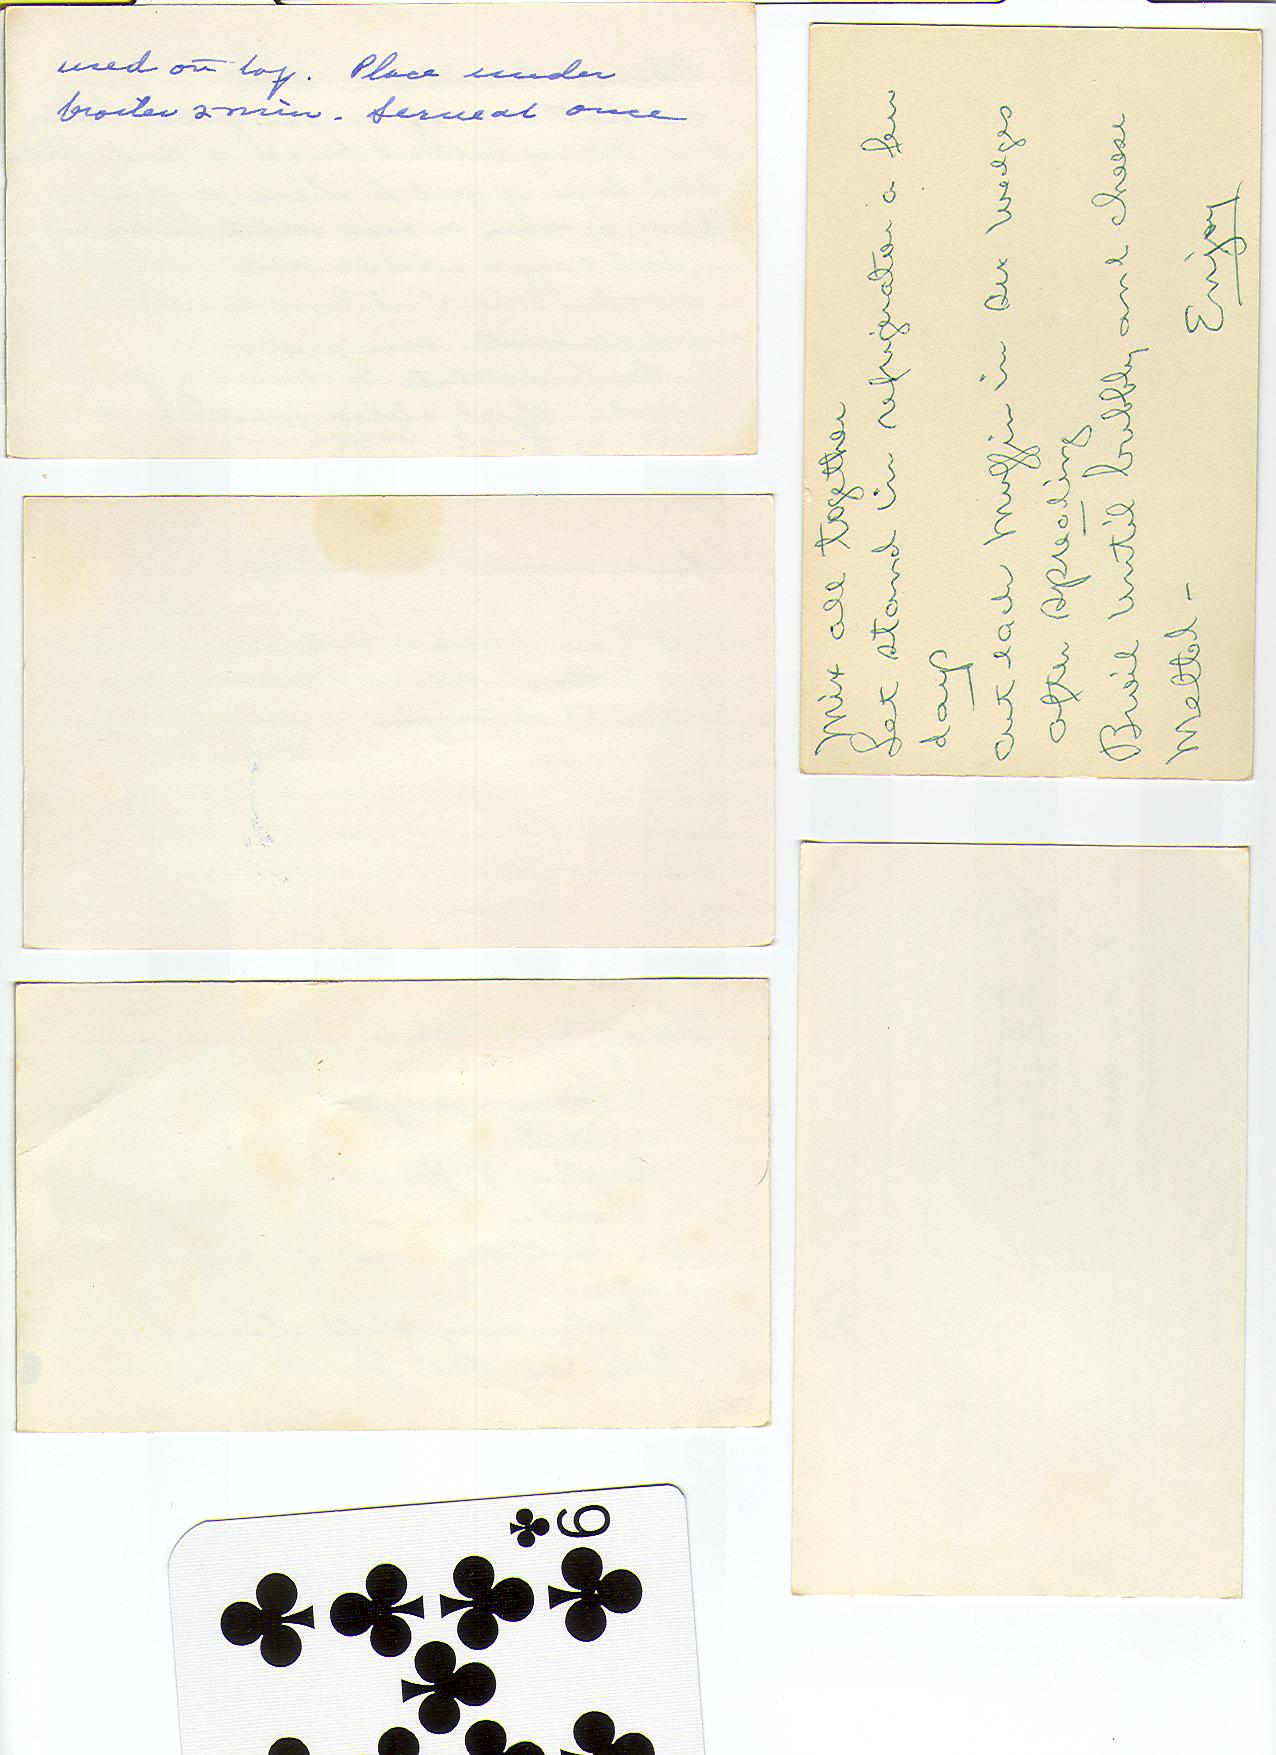 used on top. Place under
broiler 2 min. Serve at once
Mix all together
Let stand in refrigerator a few
days
cut each muffin in six wedges
after spreading
Broil until bubbly and cheese
melted -
Enjoy
9